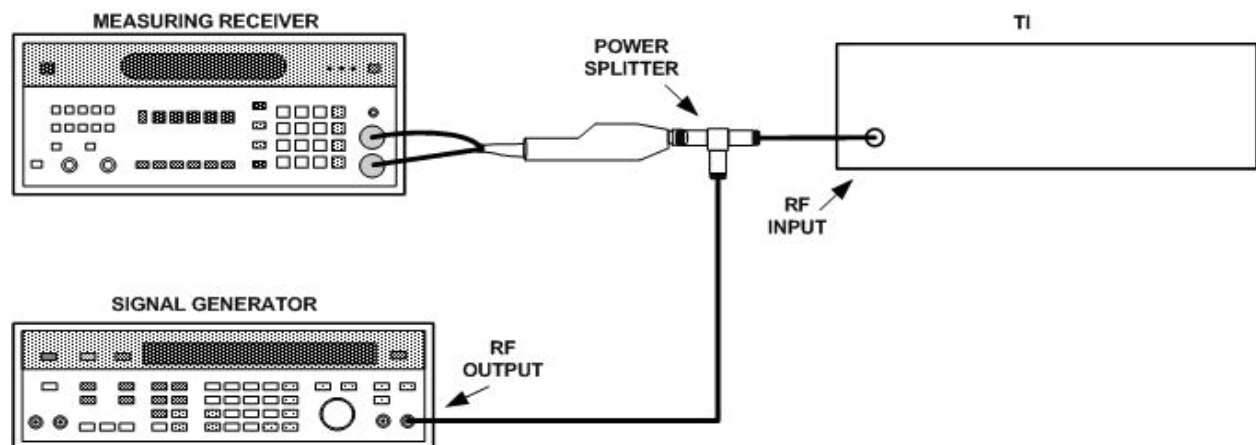 MEASURING RECEIVER
POWER
SPLITTER
TI
RF
INPUT
SIGNAL GENERATOR
RF
OUTPUT